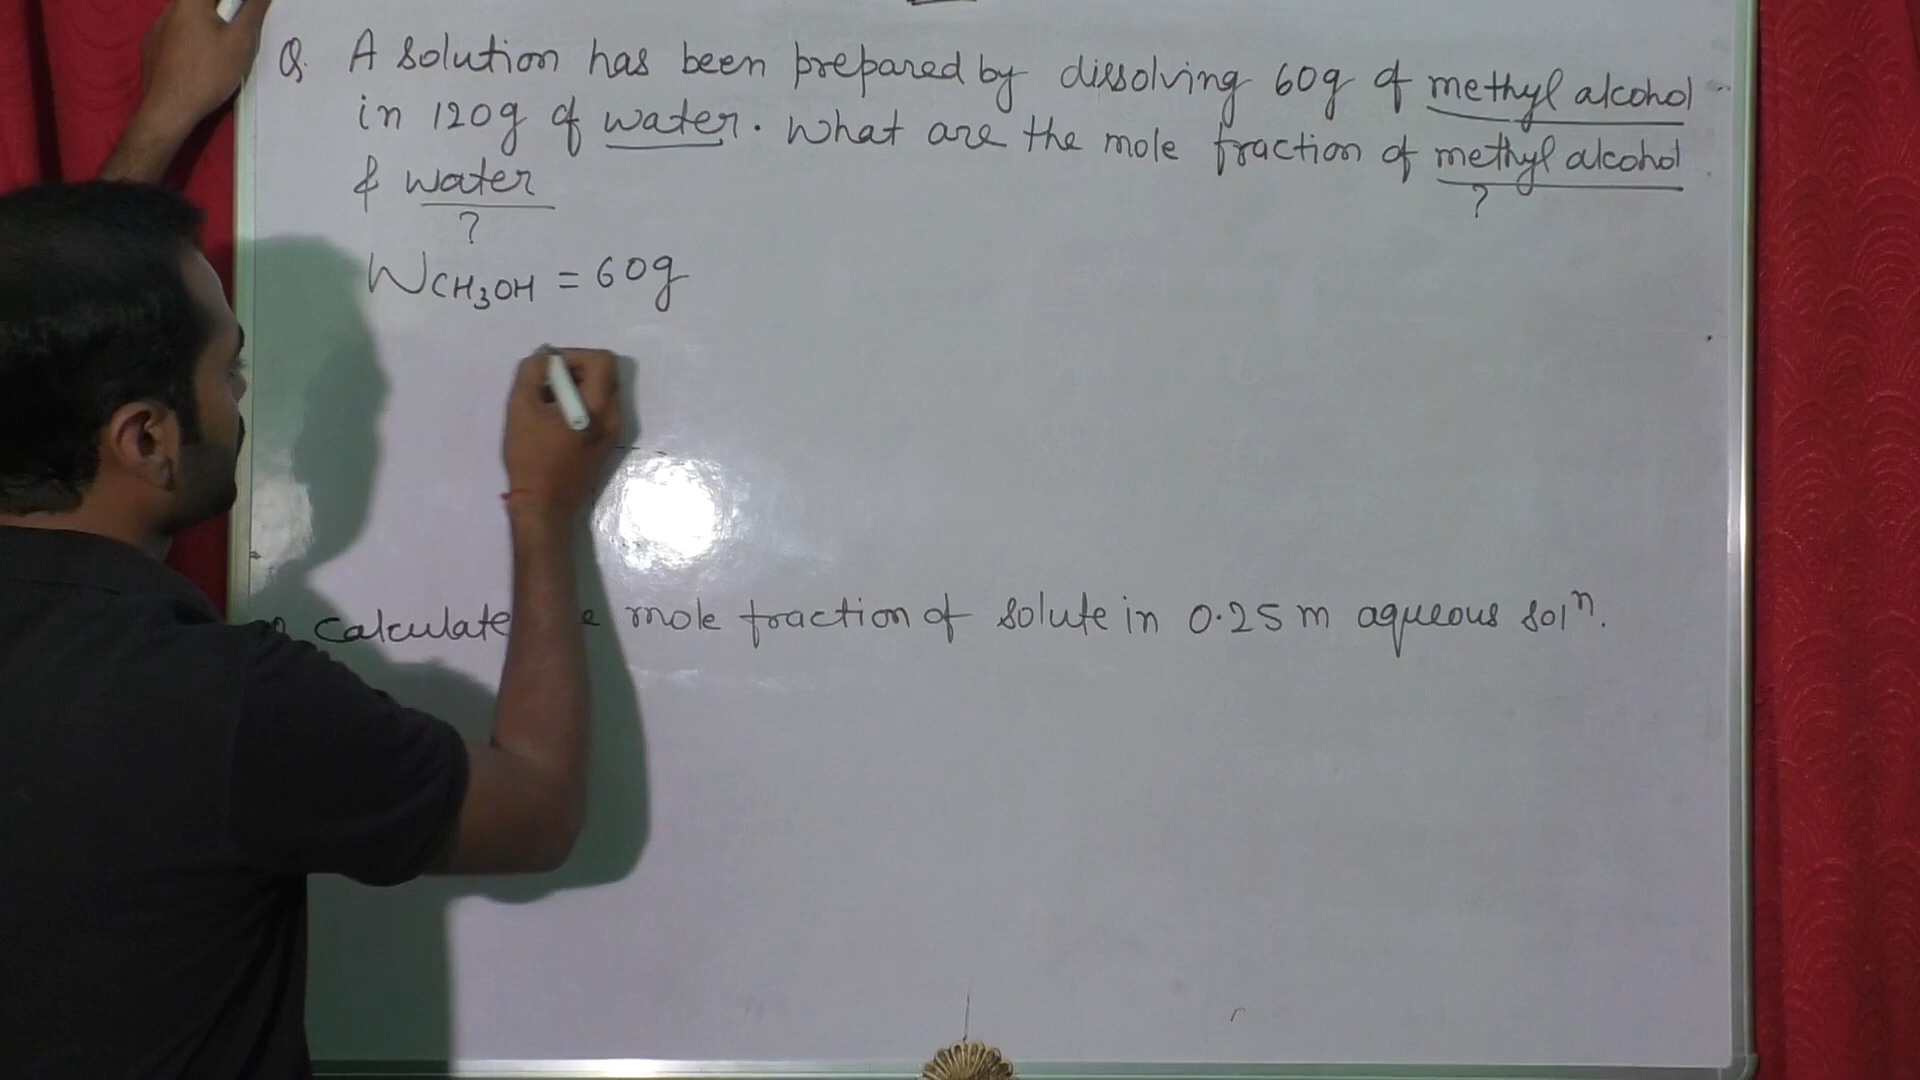 Q. A solution has been prepared by dissolving 60g of methyl alcohol
in 120g of water. What are the mole fraction of methyl alcohol
& water
?
?
WCH3OH = 60g
Calculate mole fraction of solute in 0.25 m aqueous solⁿ.